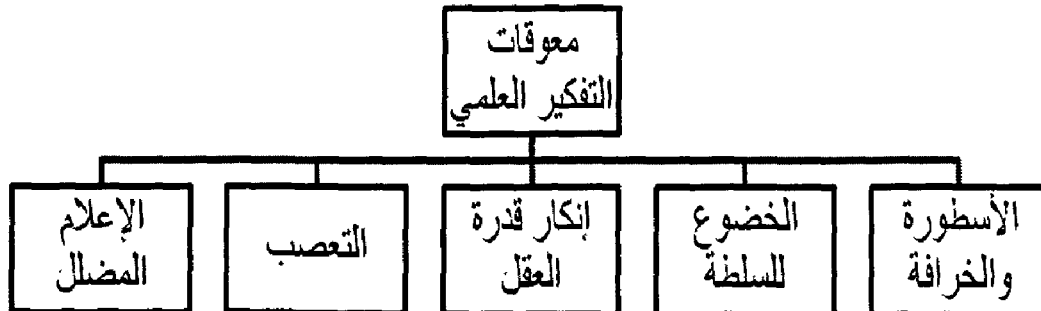 معوقات
التفكير العلمي
الأسطورة
والخرافة
الخضوع
للسلطة
إنكار قدرة
العقل
التعصب
الإعلام
المضلل